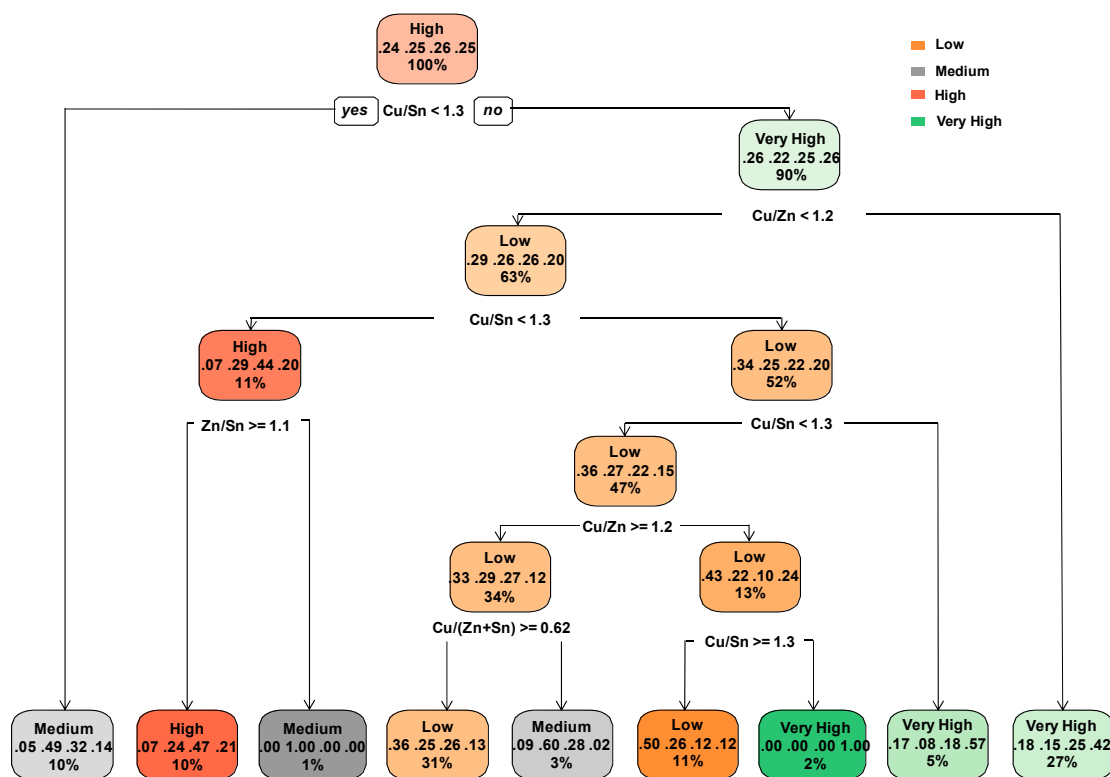 High
.24 .25 .26 .25
100%
Low
Medium
High
Very High
yes Cu/Sn < 1.3 no
Very High
.26 .22 .25 .26
90%
Cu/Zn < 1.2
Low
.29 .26 .26 .20
63%
Cu/Sn < 1.3
High
.07 .29 .44 .20
11%
Low
.34 .25 .22 .20
52%
Zn/Sn >= 1.1
Cu/Sn < 1.3
Low
.36 .27 .22 .15
47%
Cu/Zn >= 1.2
Low
.33 .29 .27 .12
34%
Low
.43 .22 .10 .24
13%
Cu/(Zn+Sn) >= 0.62
Cu/Sn >= 1.3
Medium
.05 .49 .32 .14
10%
High
.07 .24 .47 .21
10%
Medium
.00 1.00 .00 .00
1%
Low
.36 .25 .26 .13
31%
Medium
.09 .60 .28 .02
3%
Low
.50 .26 .12 .12
11%
Very High
.00 .00 .00 1.00
2%
Very High
.17 .08 .18 .57
5%
Very High
.18 .15 .25 .42
27%